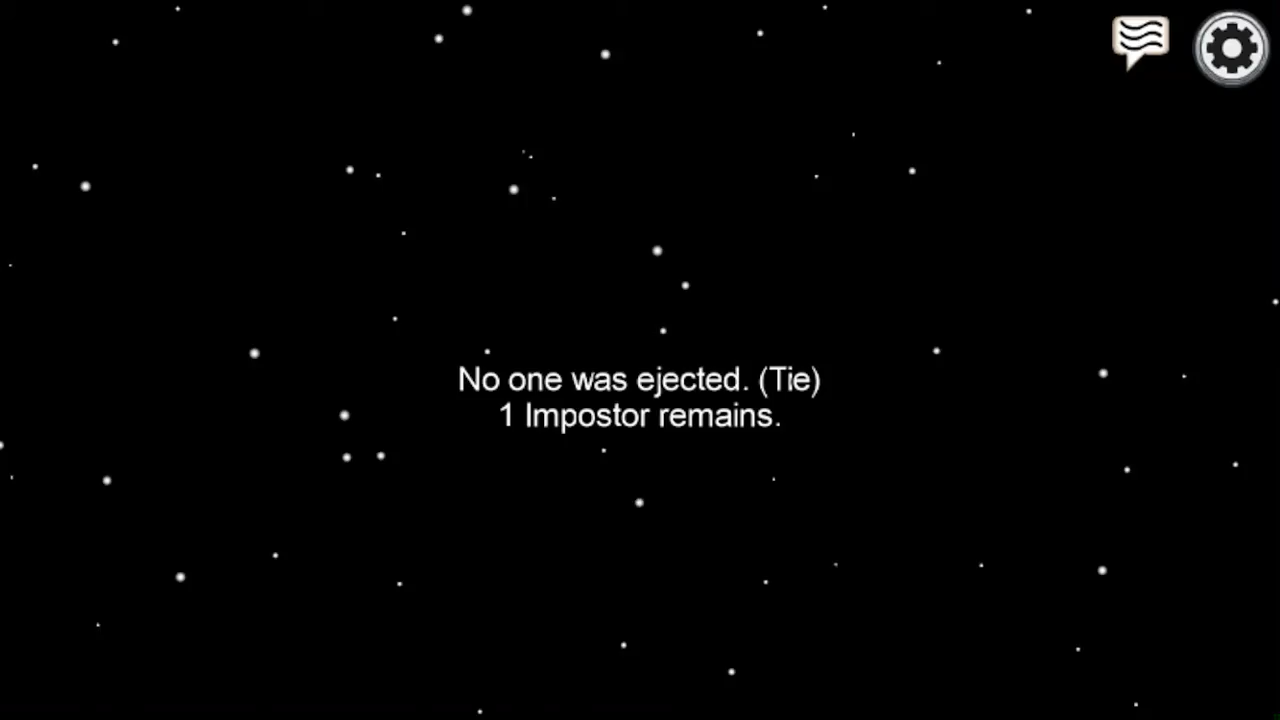 No one was ejected. (Tie)
1 Impostor remains.